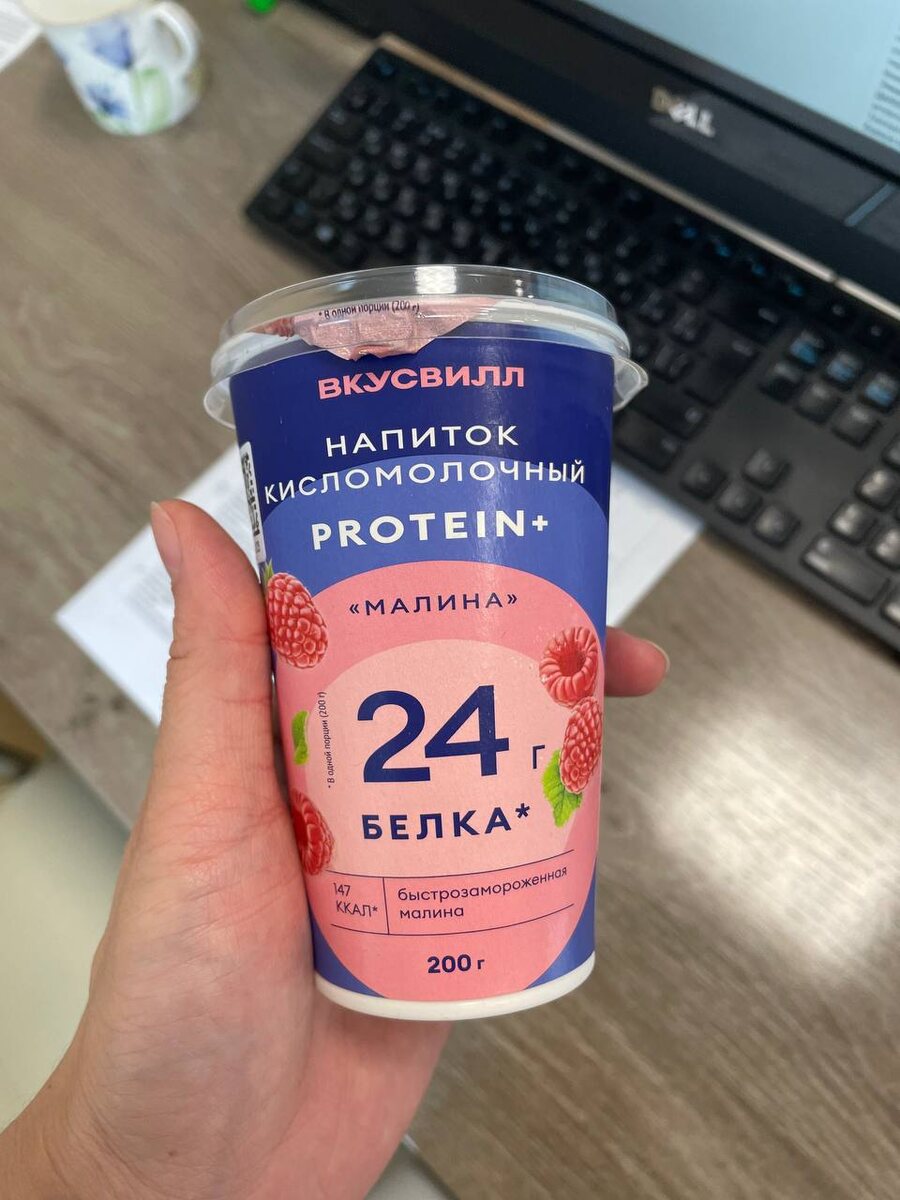 * В одной порции (200 г)
ВКУСВИЛЛ
НАПИТОК
КИСЛОМОЛОЧНЫЙ
PROTEIN+
«МАЛИНА»
24 г
БЕЛКА*
* В одной порции (200 г)
147
ККАЛ*
быстрозамороженная
малина
200 г
DELL